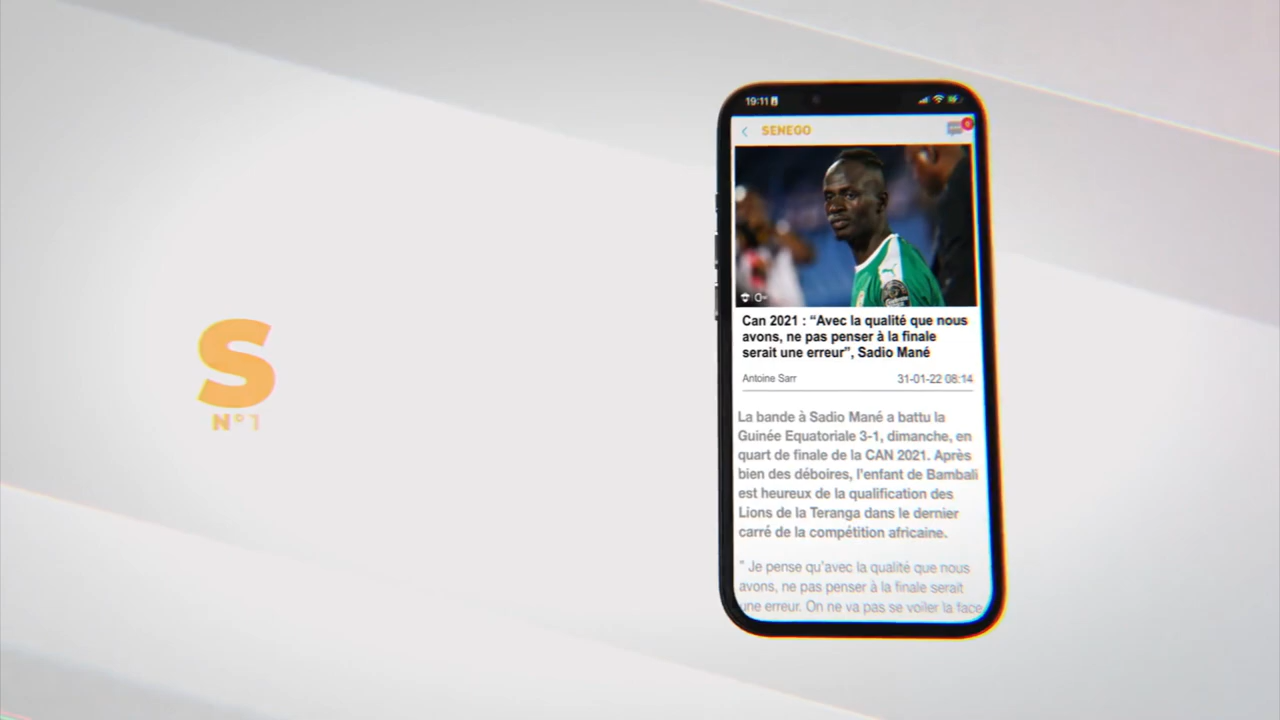 S
N° 1
19:11
SENEGO
Can 2021 : “Avec la qualité que nous
avons, ne pas penser à la finale
serait une erreur”, Sadio Mané
Antoine Sarr 31-01-22 08:14
La bande à Sadio Mané a battu la
Guinée Equatoriale 3-1, dimanche, en
quart de finale de la CAN 2021. Après
bien des déboires, l'enfant de Bambali
est heureux de la qualification des
Lions de la Teranga dans le dernier
carré de la compétition africaine.
" Je pense qu'avec la qualité que nous
avons, ne pas penser à la finale serait
une erreur. On ne va pas se voiler la face